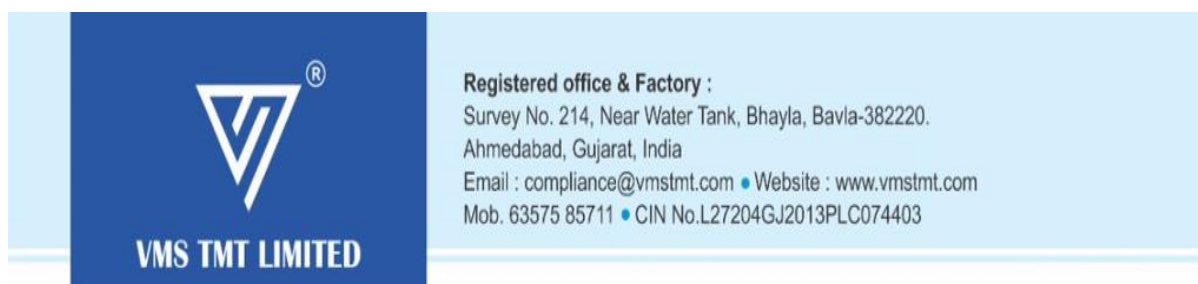 ®
VMS TMT LIMITED
Registered office & Factory :
Survey No. 214, Near Water Tank, Bhayla, Bavla-382220.
Ahmedabad, Gujarat, India
Email : compliance@vmstmt.com ● Website : www.vmstmt.com
Mob. 63575 85711 ● CIN No.L27204GJ2013PLC074403